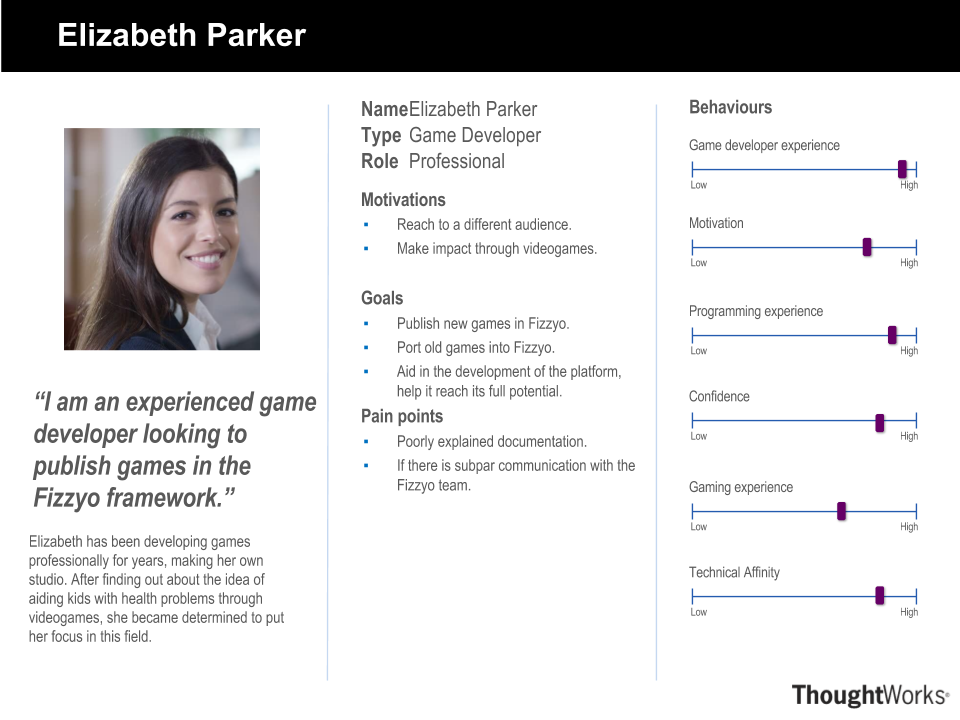 Elizabeth Parker
“I am an experienced game
developer looking to
publish games in the
Fizzyo framework.”
Elizabeth has been developing games
professionally for years, making her own
studio. After finding out about the idea of
aiding kids with health problems through
videogames, she became determined to put
her focus in this field.
NameElizabeth Parker
Type Game Developer
Role Professional
Motivations
▪ Reach to a different audience.
▪ Make impact through videogames.
Goals
▪ Publish new games in Fizzyo.
▪ Port old games into Fizzyo.
▪ Aid in the development of the platform,
help it reach its full potential.
Pain points
▪ Poorly explained documentation.
▪ If there is subpar communication with the
Fizzyo team.
Behaviours
Game developer experience
Low High
Motivation
Low High
Programming experience
Low High
Confidence
Low High
Gaming experience
Low High
Technical Affinity
Low High
ThoughtWorks®